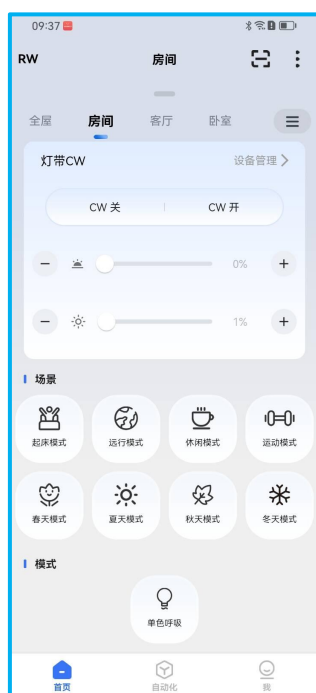 09:37
RW 房间
全屋 房间 客厅 卧室
灯带CW 设备管理 >
CW 关 CW 开
0%
1%
场景
起床模式 远行模式 休闲模式 运动模式
春天模式 夏天模式 秋天模式 冬天模式
模式
单色呼吸
首页 自动化 我